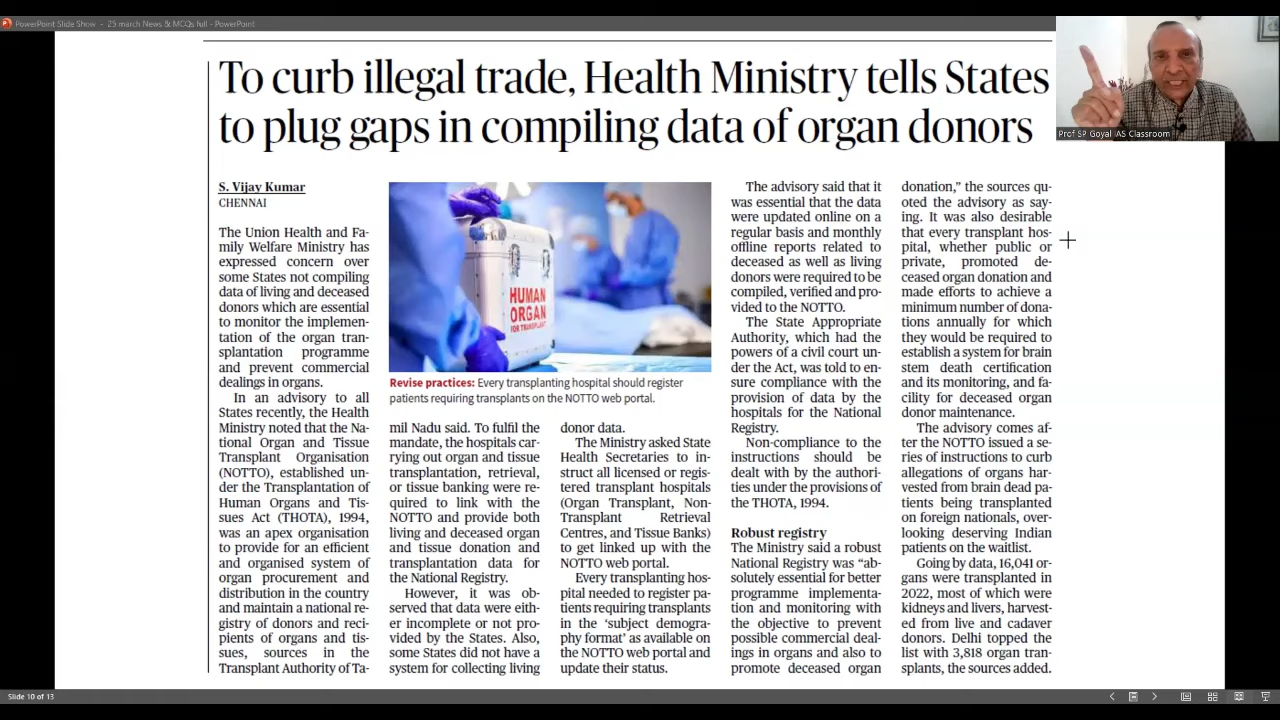 PowerPoint Slide Show - 25 march News & MCQs full - PowerPoint
Prof SP Goyal IAS Classroom
To curb illegal trade, Health Ministry tells States
to plug gaps in compiling data of organ donors
S. Vijay Kumar
CHENNAI
The Union Health and Fa-
mily Welfare Ministry has
expressed concern over
some States not compiling
data of living and deceased
donors which are essential
to monitor the implemen-
tation of the organ tran-
splantation programme
and prevent commercial
dealings in organs.
In an advisory to all
States recently, the Health
Ministry noted that the Na-
tional Organ and Tissue
Transplant Organisation
(NOTTO), established un-
der the Transplantation of
Human Organs and Tis-
sues Act (THOTA), 1994,
was an apex organisation
to provide for an efficient
and organised system of
organ procurement and
distribution in the country
and maintain a national re-
gistry of donors and reci-
pients of organs and tis-
sues, sources in the
Transplant Authority of Ta-
HUMAN
ORGAN
FOR TRANSPLANT
Revise practices: Every transplanting hospital should register
patients requiring transplants on the NOTTO web portal.
mil Nadu said. To fulfil the
mandate, the hospitals car-
rying out organ and tissue
transplantation, retrieval,
or tissue banking were re-
quired to link with the
NOTTO and provide both
living and deceased organ
and tissue donation and
transplantation data for
the National Registry.
However, it was ob-
served that data were eith-
er incomplete or not pro-
vided by the States. Also,
some States did not have a
system for collecting living
donor data.
The Ministry asked State
Health Secretaries to in-
struct all licensed or regis-
tered transplant hospitals
(Organ Transplant, Non-
Transplant Retrieval
Centres, and Tissue Banks)
to get linked up with the
NOTTO web portal.
Every transplanting hos-
pital needed to register pa-
tients requiring transplants
in the 'subject demogra-
phy format' as available on
the NOTTO web portal and
update their status.
The advisory said that it
was essential that the data
were updated online on a
regular basis and monthly
offline reports related to
deceased as well as living
donors were required to be
compiled, verified and pro-
vided to the NOTTO.
The State Appropriate
Authority, which had the
powers of a civil court un-
der the Act, was told to en-
sure compliance with the
provision of data by the
hospitals for the National
Registry.
Non-compliance to the
instructions should be
dealt with by the authori-
ties under the provisions of
the THOTA, 1994.
Robust registry
The Ministry said a robust
National Registry was “ab-
solutely essential for better
programme implementa-
tion and monitoring with
the objective to prevent
possible commercial deal-
ings in organs and also to
promote deceased organ
donation,” the sources qu-
oted the advisory as say-
ing. It was also desirable
that every transplant hos-
pital, whether public or
private, promoted de-
ceased organ donation and
made efforts to achieve a
minimum number of dona-
tions annually for which
they would be required to
establish a system for brain
stem death certification
and its monitoring, and fa-
cility for deceased organ
donor maintenance.
The advisory comes af-
ter the NOTTO issued a se-
ries of instructions to curb
allegations of organs har-
vested from brain dead pa-
tients being transplanted
on foreign nationals, over-
looking deserving Indian
patients on the waitlist.
Going by data, 16,041 or-
gans were transplanted in
2022, most of which were
kidneys and livers, harvest-
ed from live and cadaver
donors. Delhi topped the
list with 3,818 organ tran-
splants, the sources added.
Slide 10 of 13